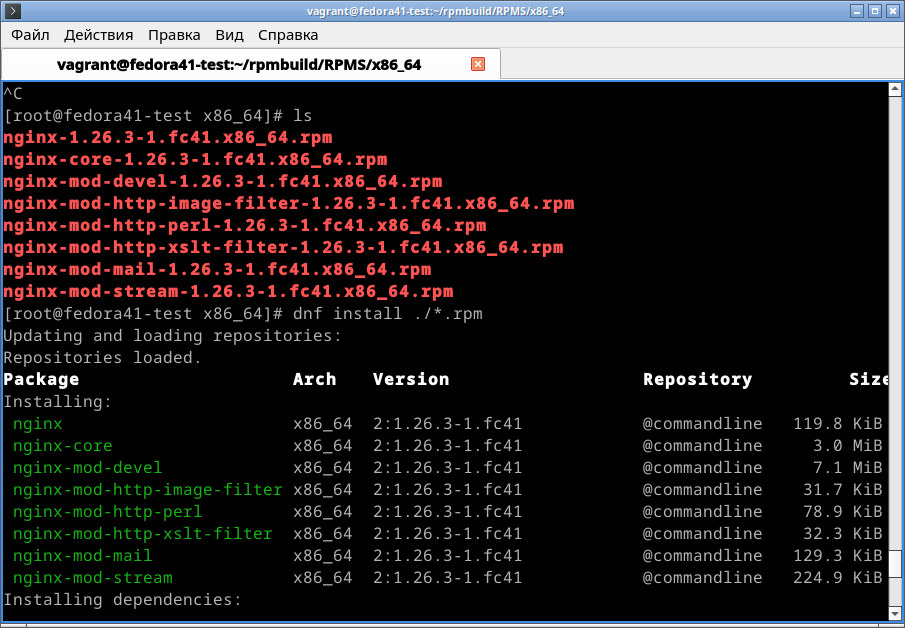 vagrant@fedora41-test:~/rpmbuild/RPMS/x86_64
Файл Действия Правка Вид Справка
vagrant@fedora41-test:~/rpmbuild/RPMS/x86_64
^C
[root@fedora41-test x86_64]# ls
nginx-1.26.3-1.fc41.x86_64.rpm
nginx-core-1.26.3-1.fc41.x86_64.rpm
nginx-mod-devel-1.26.3-1.fc41.x86_64.rpm
nginx-mod-http-image-filter-1.26.3-1.fc41.x86_64.rpm
nginx-mod-http-perl-1.26.3-1.fc41.x86_64.rpm
nginx-mod-http-xslt-filter-1.26.3-1.fc41.x86_64.rpm
nginx-mod-mail-1.26.3-1.fc41.x86_64.rpm
nginx-mod-stream-1.26.3-1.fc41.x86_64.rpm
[root@fedora41-test x86_64]# dnf install ./*.rpm
Updating and loading repositories:
Repositories loaded.
Package Arch Version Repository Size
Installing:
nginx x86_64 2:1.26.3-1.fc41 @commandline 119.8 KiB
nginx-core x86_64 2:1.26.3-1.fc41 @commandline 3.0 MiB
nginx-mod-devel x86_64 2:1.26.3-1.fc41 @commandline 7.1 MiB
nginx-mod-http-image-filter x86_64 2:1.26.3-1.fc41 @commandline 31.7 KiB
nginx-mod-http-perl x86_64 2:1.26.3-1.fc41 @commandline 78.9 KiB
nginx-mod-http-xslt-filter x86_64 2:1.26.3-1.fc41 @commandline 32.3 KiB
nginx-mod-mail x86_64 2:1.26.3-1.fc41 @commandline 129.3 KiB
nginx-mod-stream x86_64 2:1.26.3-1.fc41 @commandline 224.9 KiB
Installing dependencies: